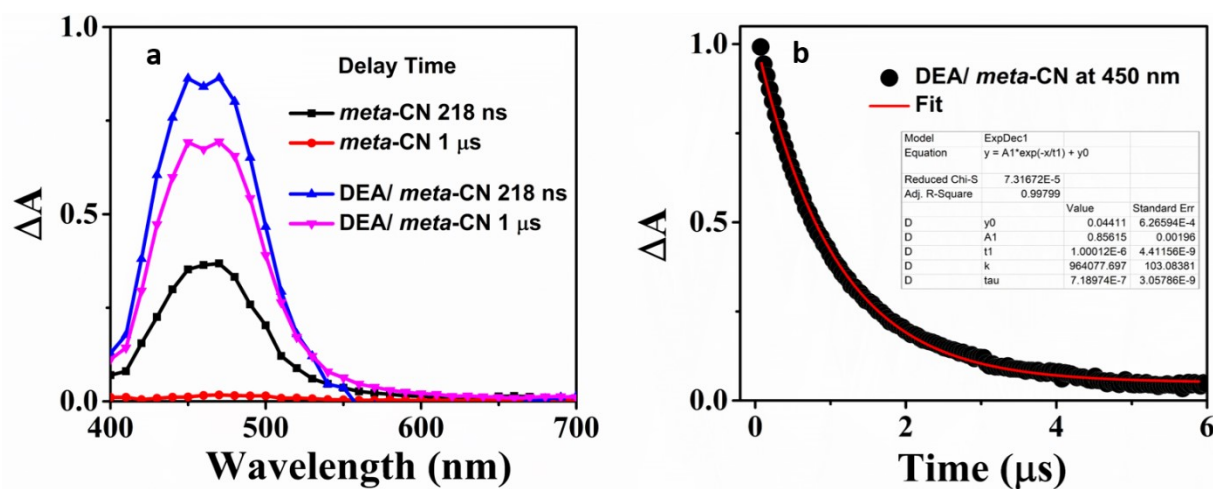 a
Delay Time
meta-CN 218 ns
meta-CN 1 μs
DEA/ meta-CN 218 ns
DEA/ meta-CN 1 μs
1.0
0.5
0.0
ΔA
400
500
600
700
Wavelength (nm)
b
DEA/ meta-CN at 450 nm
Fit
Model ExpDec1
Equation y = A1*exp(-x/t1) + y0
Reduced Chi-S 7.31672E-5
Adj. R-Square 0.99799
Value Standard Err
D y0 0.04411 6.26594E-4
D A1 0.85615 0.00196
D t1 1.00012E-6 4.41156E-9
D k 964077.697 103.08381
D tau 7.18974E-7 3.05786E-9
1.0
0.5
0.0
ΔA
0
2
4
6
Time (μs)